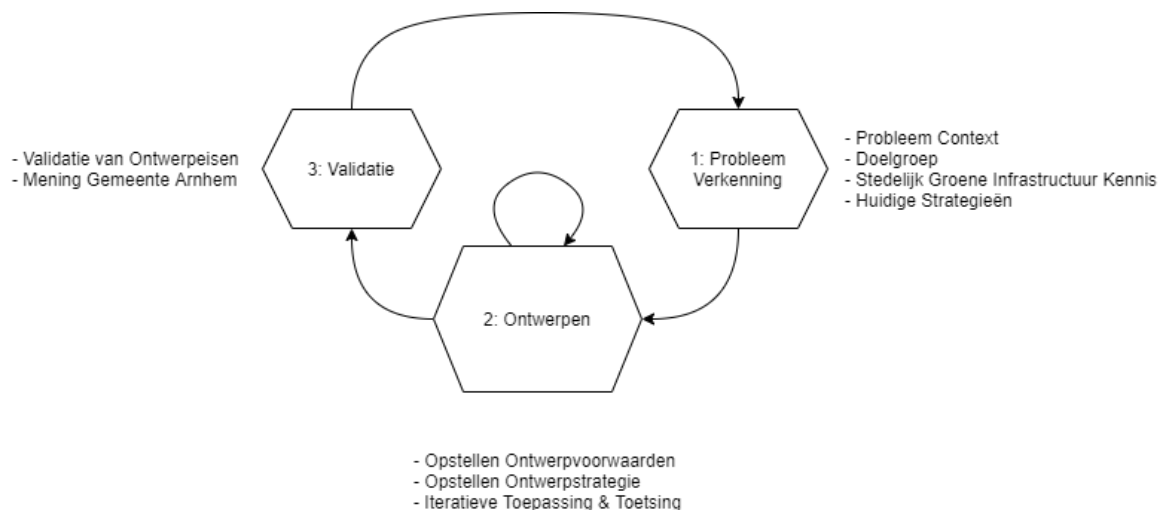 3: Validatie
- Validatie van Ontwerpeisen
- Mening Gemeente Arnhem
1: Probleem
Verkenning
- Probleem Context
- Doelgroep
- Stedelijk Groene Infrastructuur Kennis
- Huidige Strategieën
2: Ontwerpen
- Opstellen Ontwerpvoorwaarden
- Opstellen Ontwerpstrategie
- Iteratieve Toepassing & Toetsing